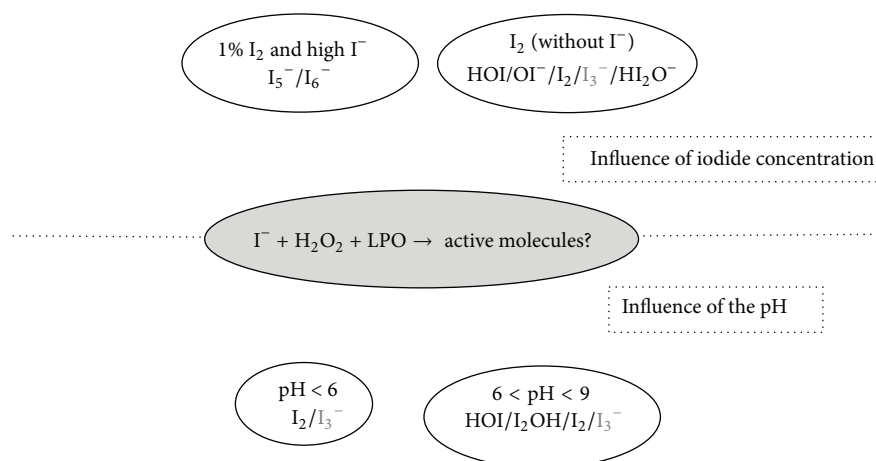 1% I₂ and high I⁻
I₅⁻/I₆⁻
I₂ (without I⁻)
HOI/OI⁻/I₂/I₃⁻/HI₂O⁻
Influence of iodide concentration
I⁻ + H₂O₂ + LPO → active molecules?
Influence of the pH
pH < 6
I₂/I₃⁻
6 < pH < 9
HOI/I₂OH/I₂/I₃⁻